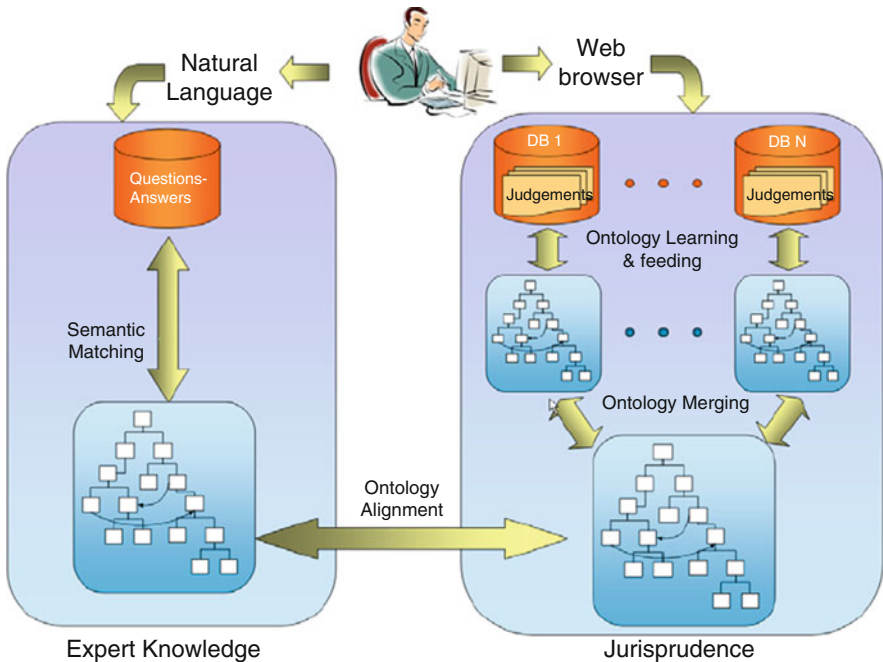 Natural
Language
Web
browser
Questions-
Answers
Semantic
Matching
Expert Knowledge
Ontology
Alignment
DB 1
Judgements
DB N
Judgements
Ontology Learning
& feeding
Ontology Merging
Jurisprudence